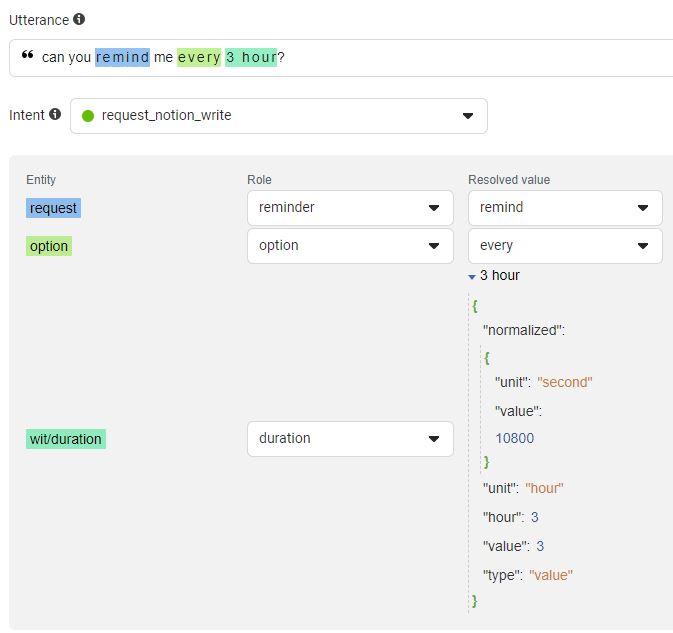 Utterance
“ can you remind me every 3 hour?
Intent request_notion_write
Entity Role Resolved value
request reminder remind
option option every
3 hour
{
"normalized":
{
"unit": "second"
"value":
10800
}
wit/duration duration
"unit": "hour"
"hour": 3
"value": 3
"type": "value"
}